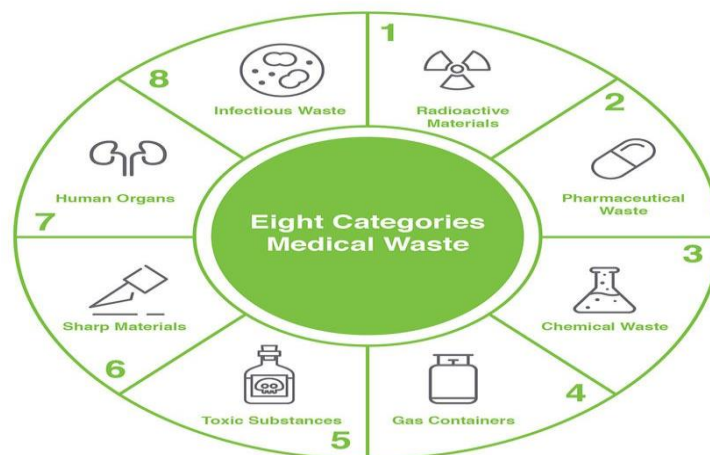 Eight Categories
Medical Waste
1
Radioactive
Materials
2
Pharmaceutical
Waste
3
Chemical Waste
4
Gas Containers
5
Toxic Substances
6
Sharp Materials
7
Human Organs
8
Infectious Waste